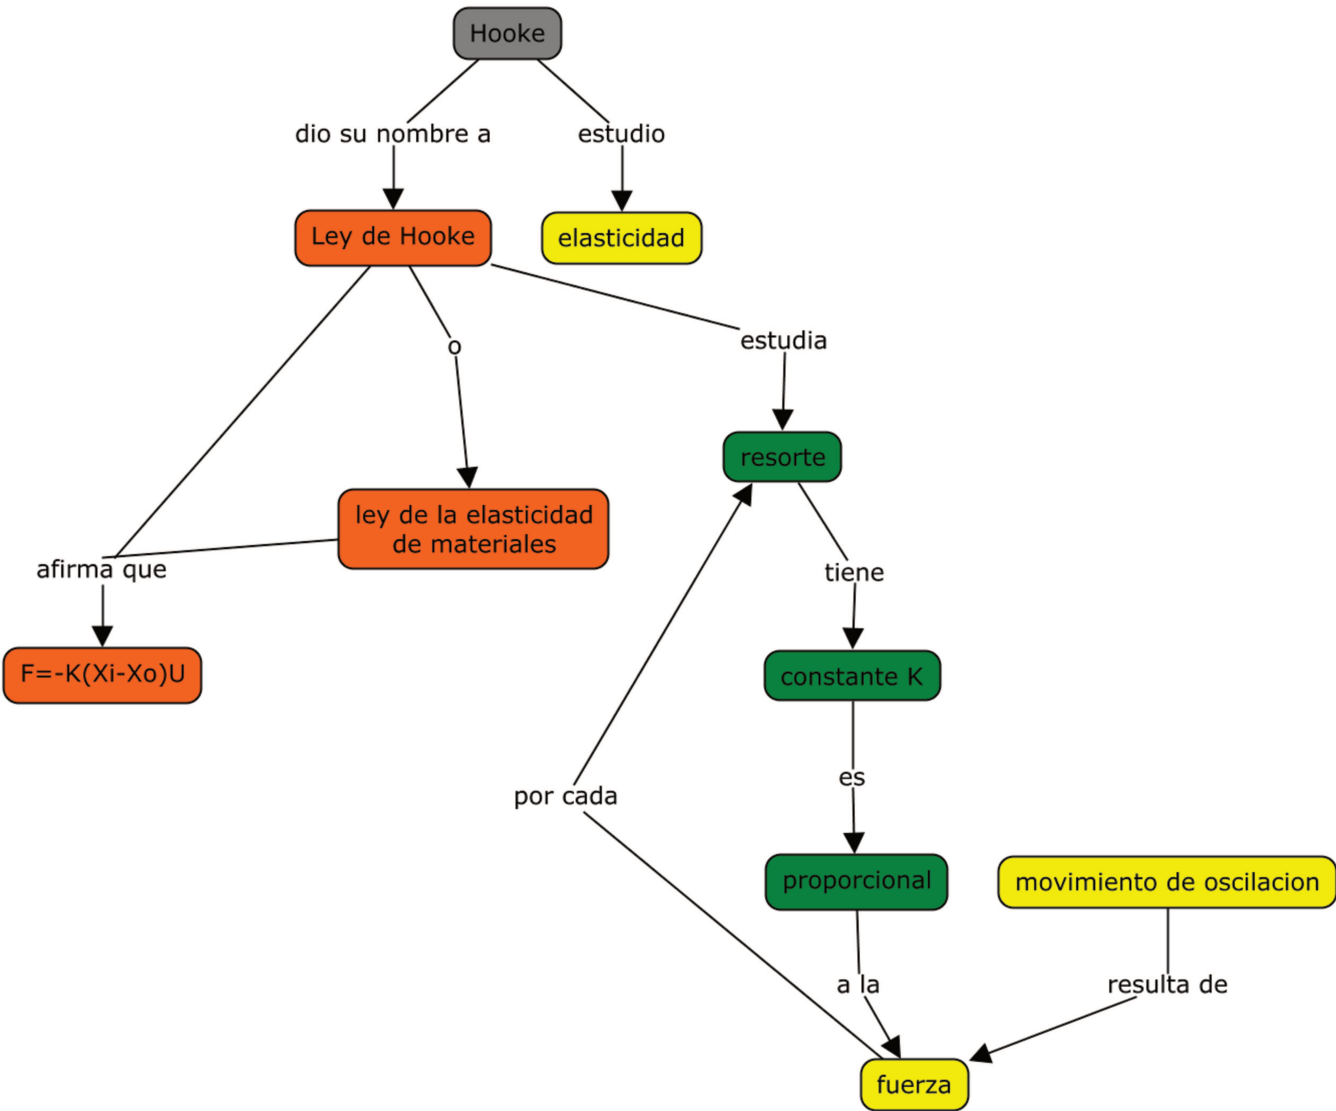 Hooke
dio su nombre a
estudio
Ley de Hooke
elasticidad
estudia
o
resorte
ley de la elasticidad
de materiales
afirma que
tiene
F=-K(Xi-Xo)U
constante K
es
por cada
proporcional
movimiento de oscilacion
a la
resulta de
fuerza